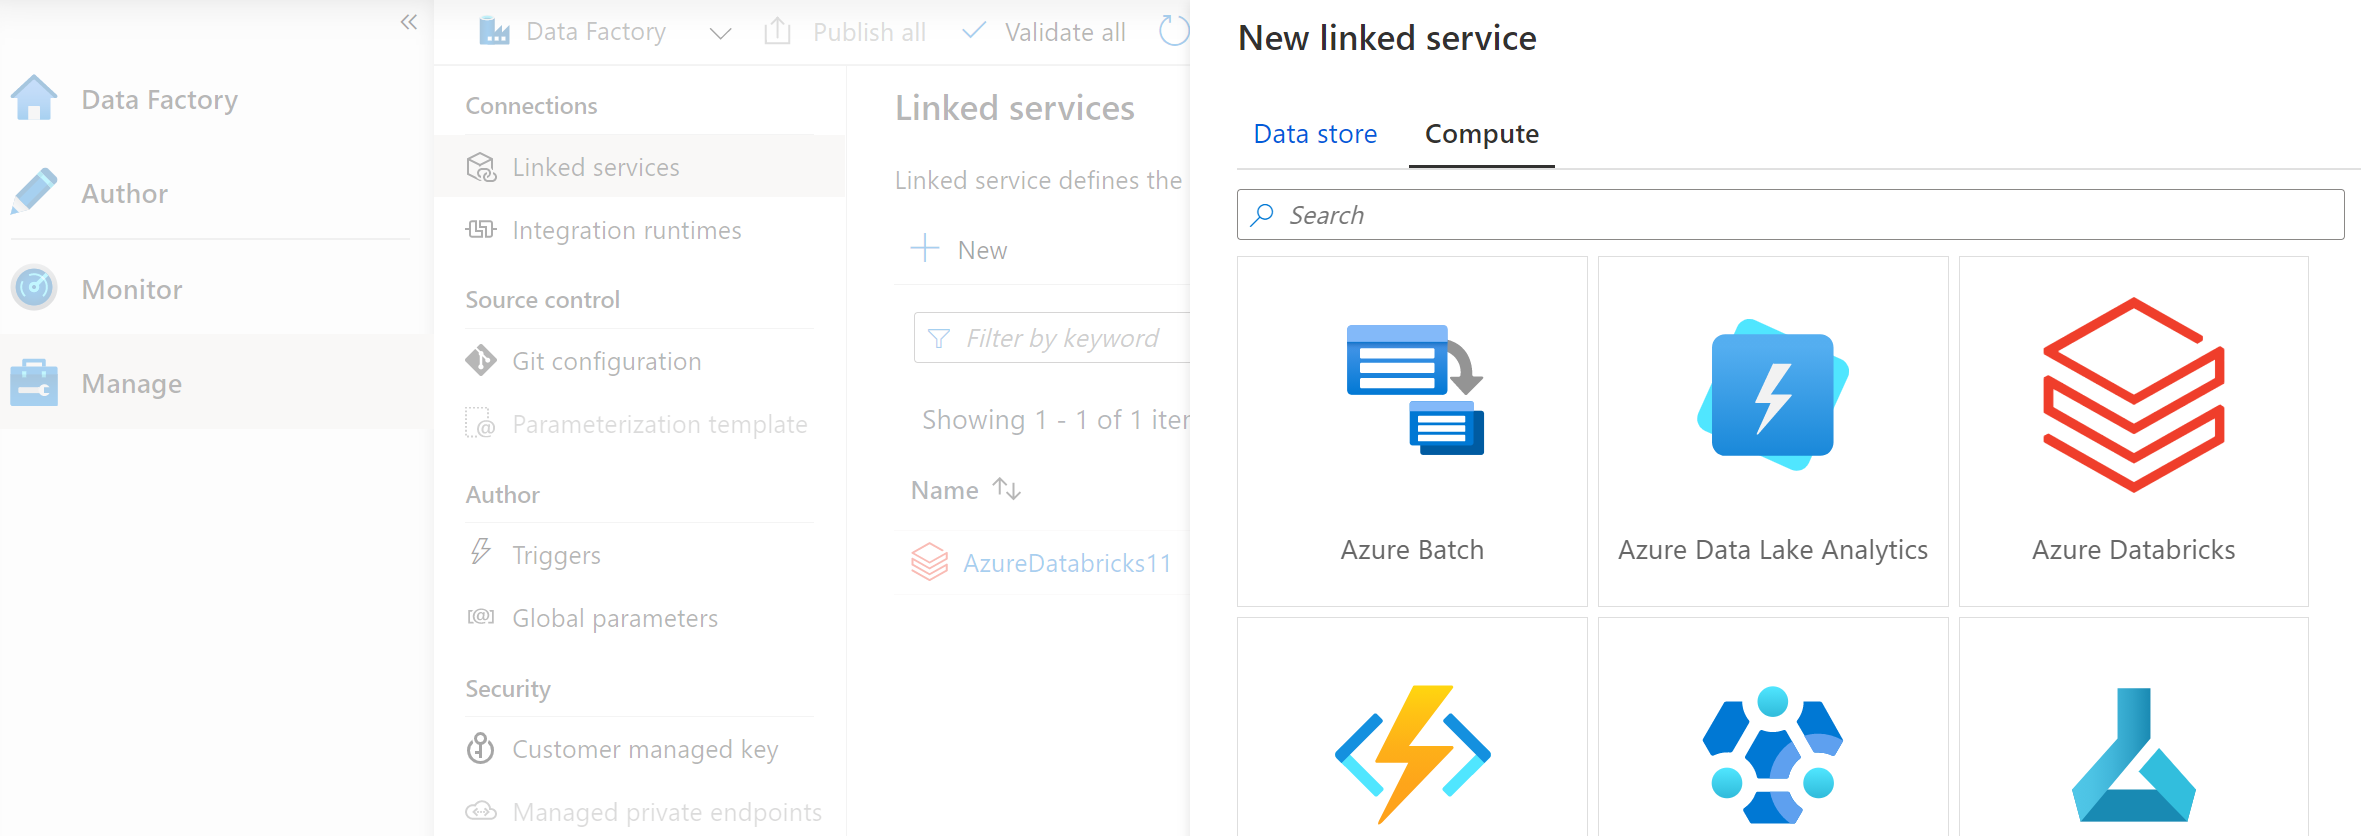 Data Factory
Author
Monitor
Manage
Data Factory
Publish all
Validate all
Connections
Linked services
Integration runtimes
Source control
Git configuration
Parameterization template
Author
Triggers
Global parameters
Security
Customer managed key
Managed private endpoints
Linked services
Linked service defines the
New
Filter by keyword
Showing 1 - 1 of 1 iter
Name
AzureDatabricks11
New linked service
Data store
Compute
Search
Azure Batch
Azure Data Lake Analytics
Azure Databricks